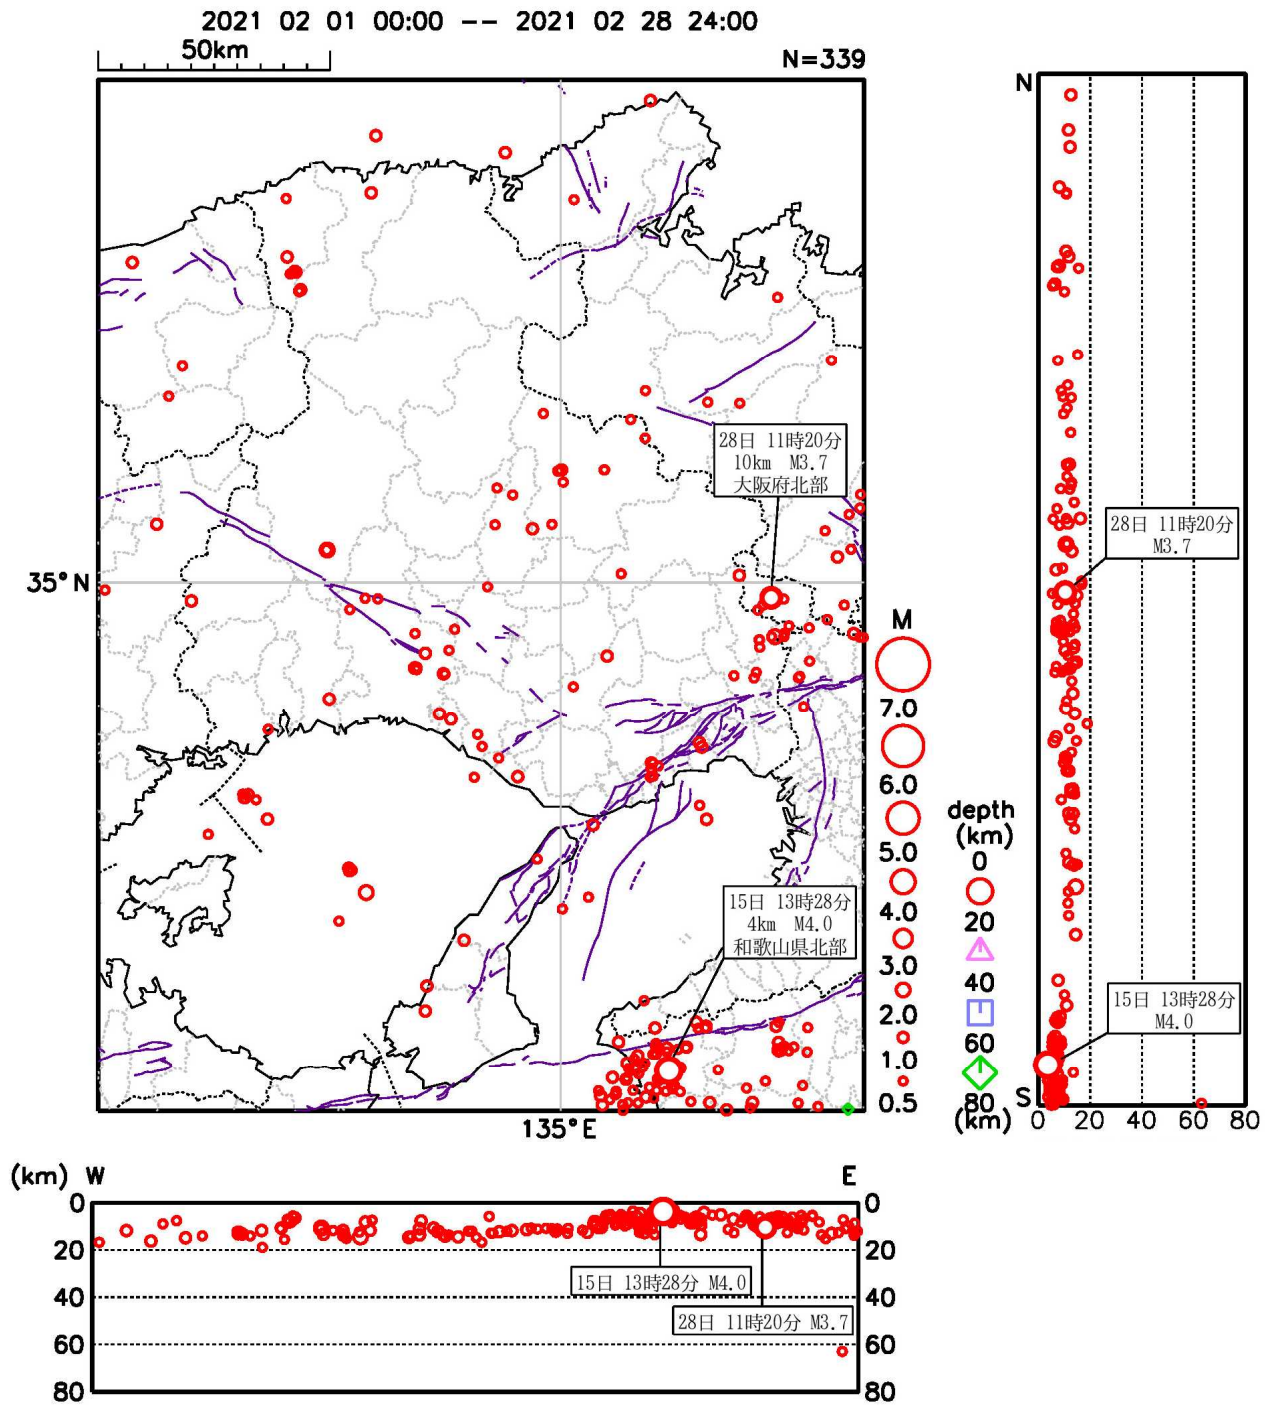 2021 02 01 00:00 -- 2021 02 28 24:00
50km
N=339
N
28日 11時20分
10km M3.7
大阪府北部
28日 11時20分
M3.7
35°N
M
7.0
6.0
5.0
4.0
3.0
2.0
1.0
0.5
depth
(km)
0
20
40
60
80
(km)
15日 13時28分
4km M4.0
和歌山県北部
15日 13時28分
M4.0
S
0 20 40 60 80
135°E
(km) W E
0 0
20 20
15日 13時28分 M4.0
40 40
28日 11時20分 M3.7
60 60
80 80